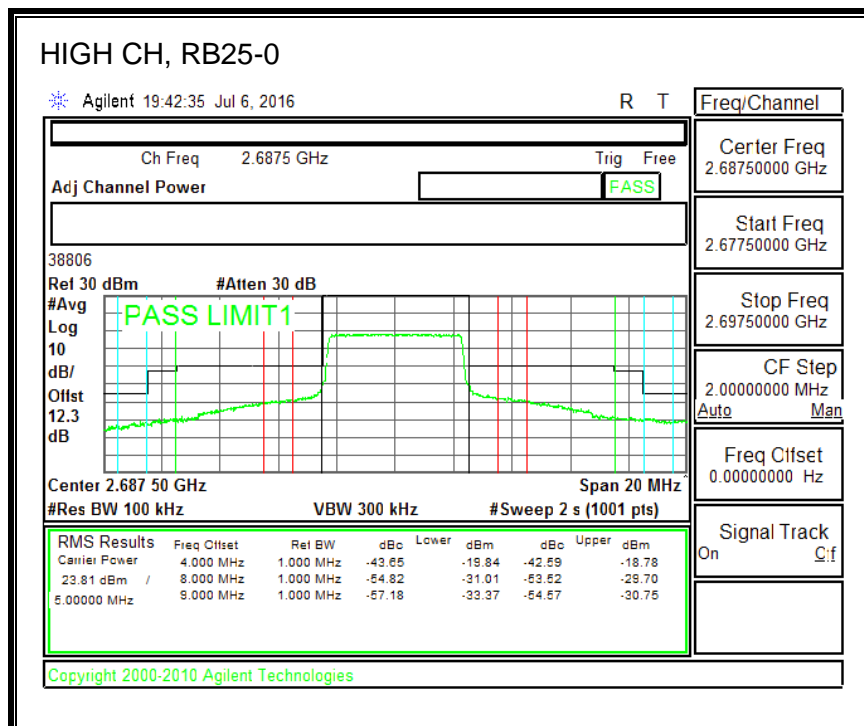 HIGH CH, RB25-0
Agilent 19:42:35 Jul 6, 2016 R T
Freq/Channel
Ch Freq 2.6875 GHz Trig Free
Adj Channel Power
PASS
Center Freq
2.68750000 GHz
Start Freq
2.67750000 GHz
Stop Freq
2.69750000 GHz
CF Step
2.00000000 MHz
Auto Man
Freq Offset
0.00000000 Hz
Signal Track
On Off
38806
Ref 30 dBm #Atten 30 dB
#Avg
Log
10
dB/
Offst
12.3
dB
PASS LIMIT1
Center 2.687 50 GHz Span 20 MHz^
#Res BW 100 kHz VBW 300 kHz #Sweep 2 s (1001 pts)
RMS Results Freq Offset Ref BW dBc Lower dBm dBc Upper dBm
Carrier Power 4.000 MHz 1.000 MHz -43.65 -19.84 -42.59 -18.78
23.81 dBm / 8.000 MHz 1.000 MHz -54.82 -31.01 -53.52 -29.70
5.00000 MHz 9.000 MHz 1.000 MHz -57.18 -33.37 -54.57 -30.75
Copyright 2000-2010 Agilent Technologies